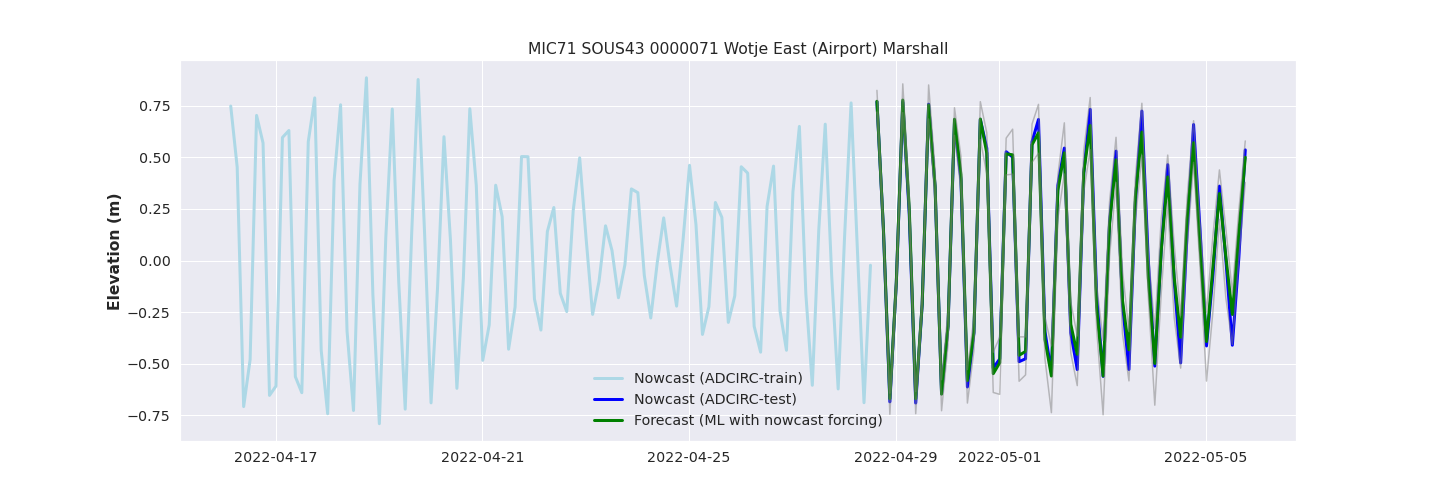 MIC71 SOUS43 0000071 Wotje East (Airport) Marshall
Elevation (m)
0.75
0.50
0.25
0.00
−0.25
−0.50
−0.75
Nowcast (ADCIRC-train)
Nowcast (ADCIRC-test)
Forecast (ML with nowcast forcing)
2022-04-17 2022-04-21 2022-04-25 2022-04-29 2022-05-01 2022-05-05